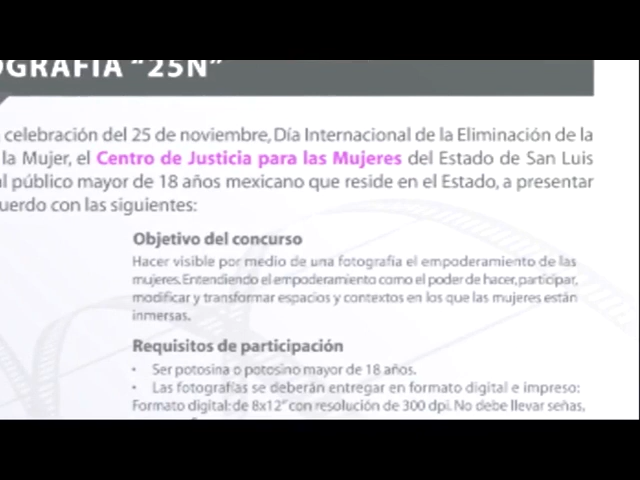 OGRAFÍA "25N"
celebración del 25 de noviembre, Día Internacional de la Eliminación de la
la Mujer, el Centro de Justicia para las Mujeres del Estado de San Luis
al público mayor de 18 años mexicano que reside en el Estado, a presentar
uerdo con las siguientes:
Objetivo del concurso
Hacer visible por medio de una fotografía el empoderamiento de las
mujeres. Entendiendo el empoderamiento como el poder de hacer, participar,
modificar y transformar espacios y contextos en los que las mujeres están
inmersas.
Requisitos de participación
• Ser potosina o potosino mayor de 18 años.
• Las fotografías se deberán entregar en formato digital e impreso:
Formato digital: de 8x12" con resolución de 300 dpi. No debe llevar señas,